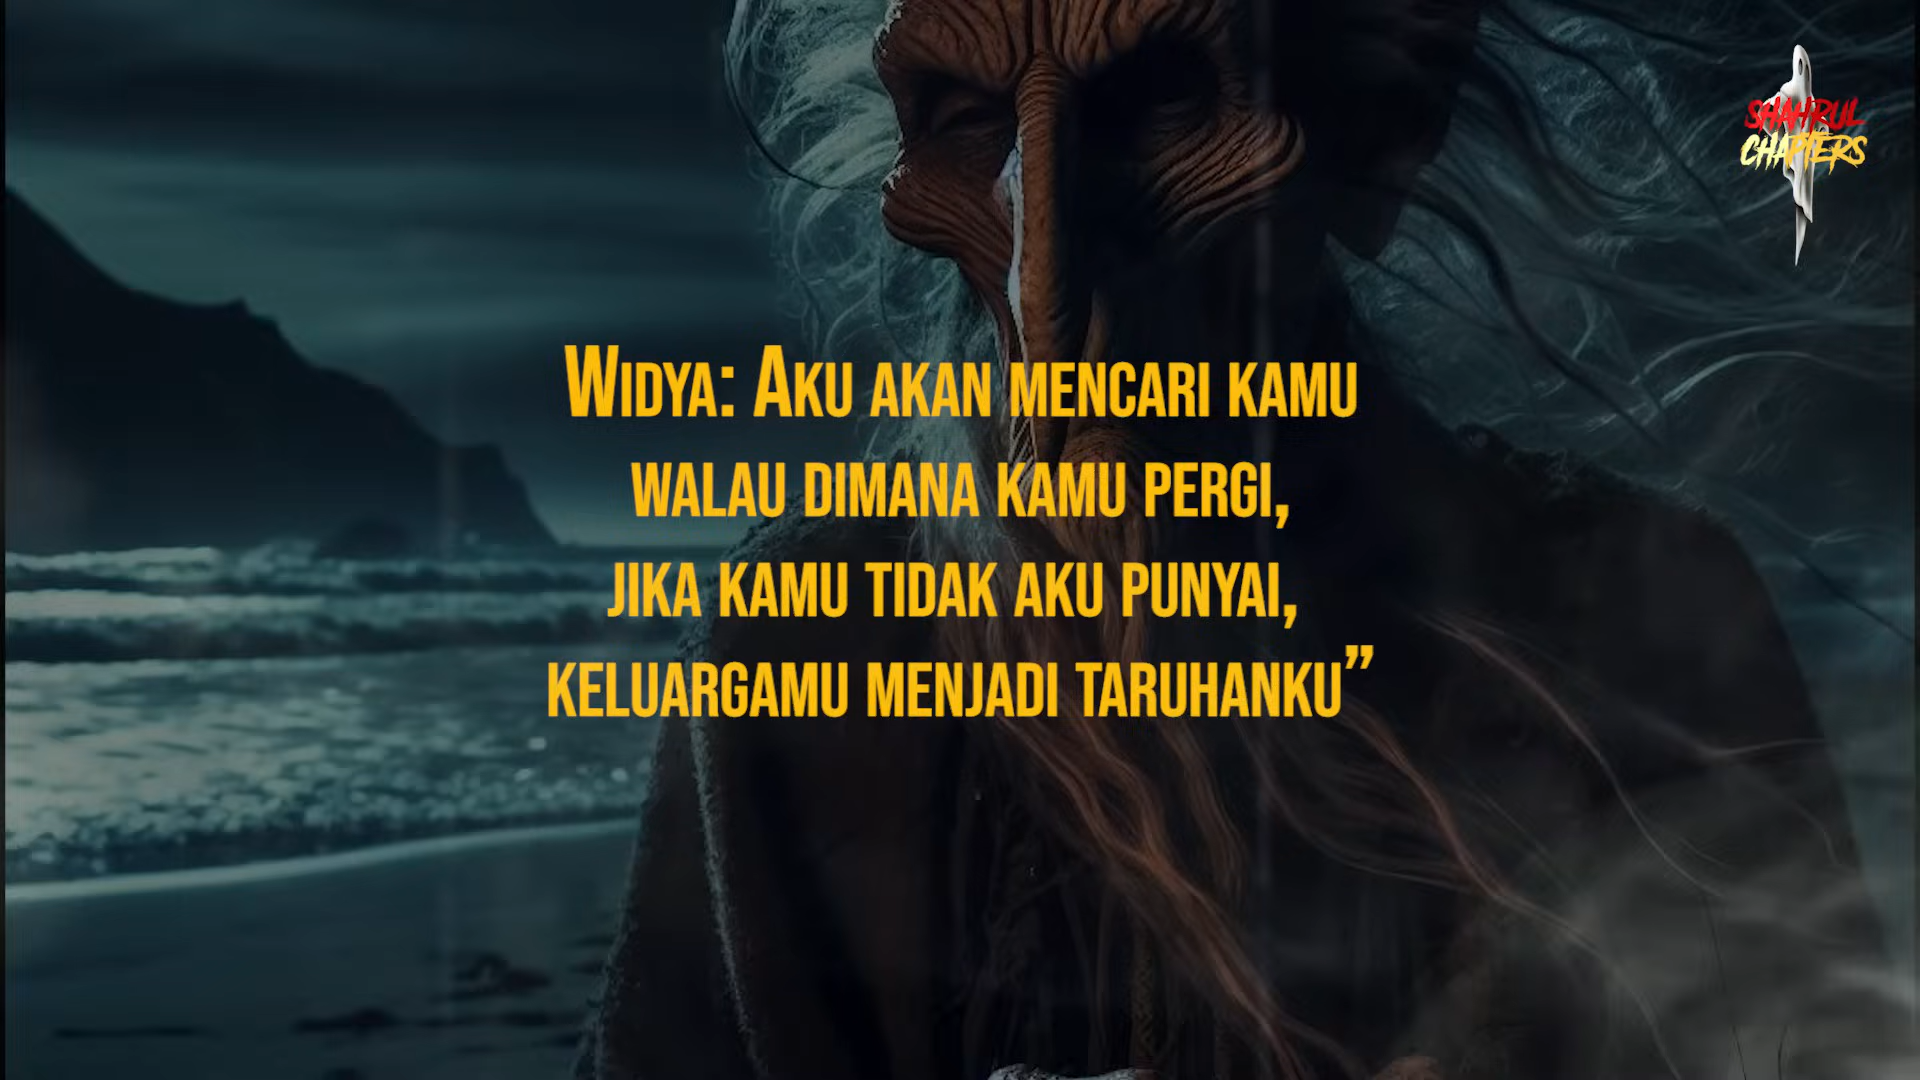 SHAHRUL
CHAPTERS
Widya: Aku akan mencari kamu
walau dimana kamu pergi,
jika kamu tidak aku punyai,
keluargamu menjadi taruhanku”